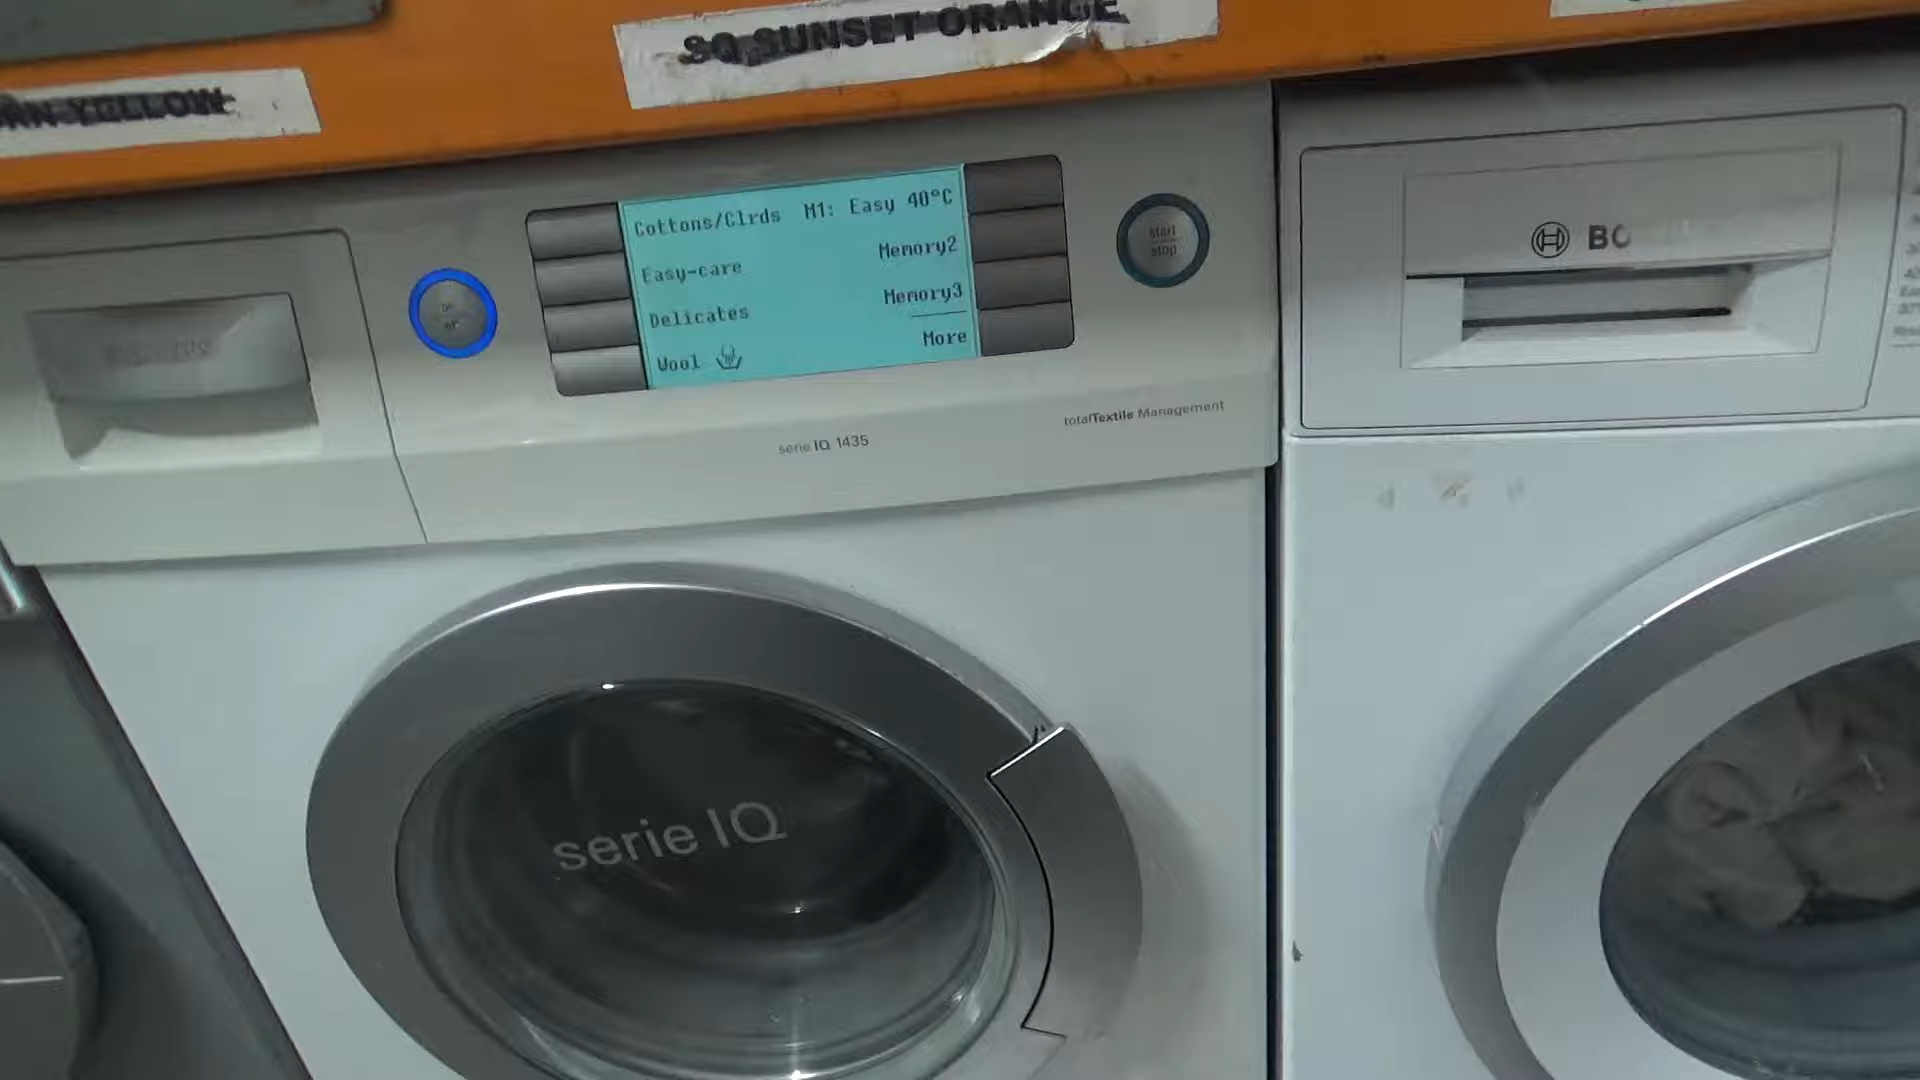 SQ SUNSET ORANGE
RN YELLOW
Cottons/Clrds M1: Easy 40°C
Easy-care Memory2
Delicates Memory3
Wool More
start
stop
serie IQ 1435
totalTextile Management
serie IQ